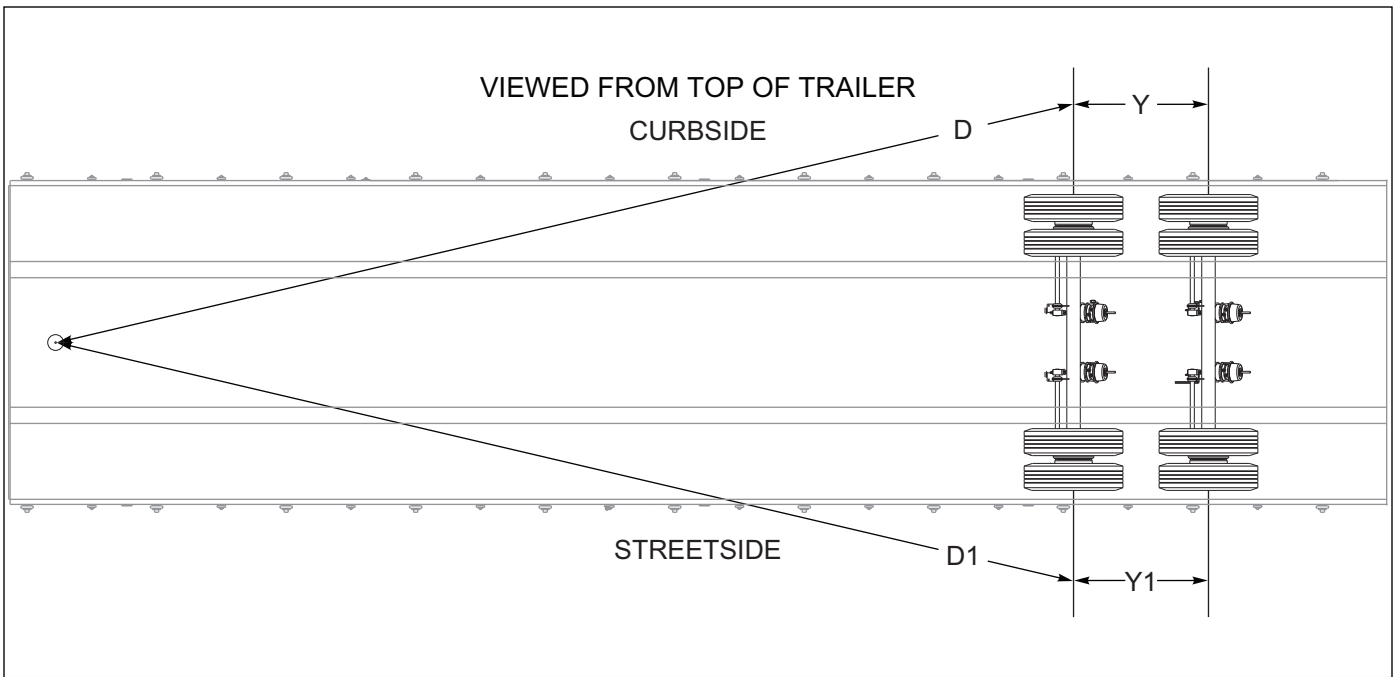 VIEWED FROM TOP OF TRAILER
CURBSIDE
D
Y
STREETSIDE
D1
Y1